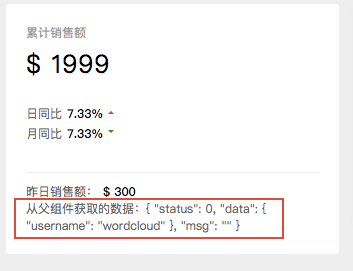 累计销售额
$ 1999
日同比 7.33%
月同比 7.33%
昨日销售额： $ 300
从父组件获取的数据：{ "status": 0, "data": {
"username": "wordcloud" }, "msg": "" }